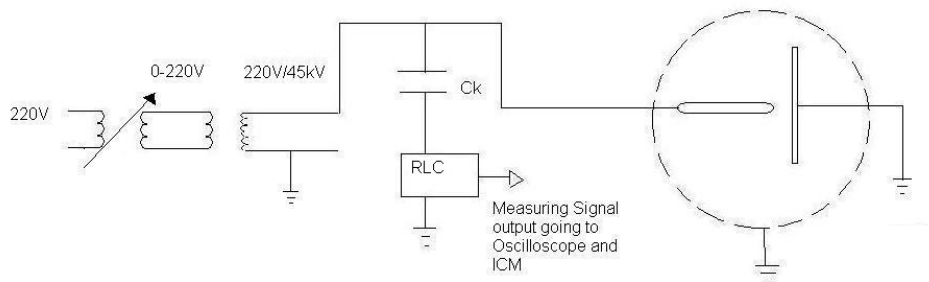 0-220V
220V/45kV
220V
Ck
RLC
Measuring Signal
output going to
Oscilloscope and
ICM